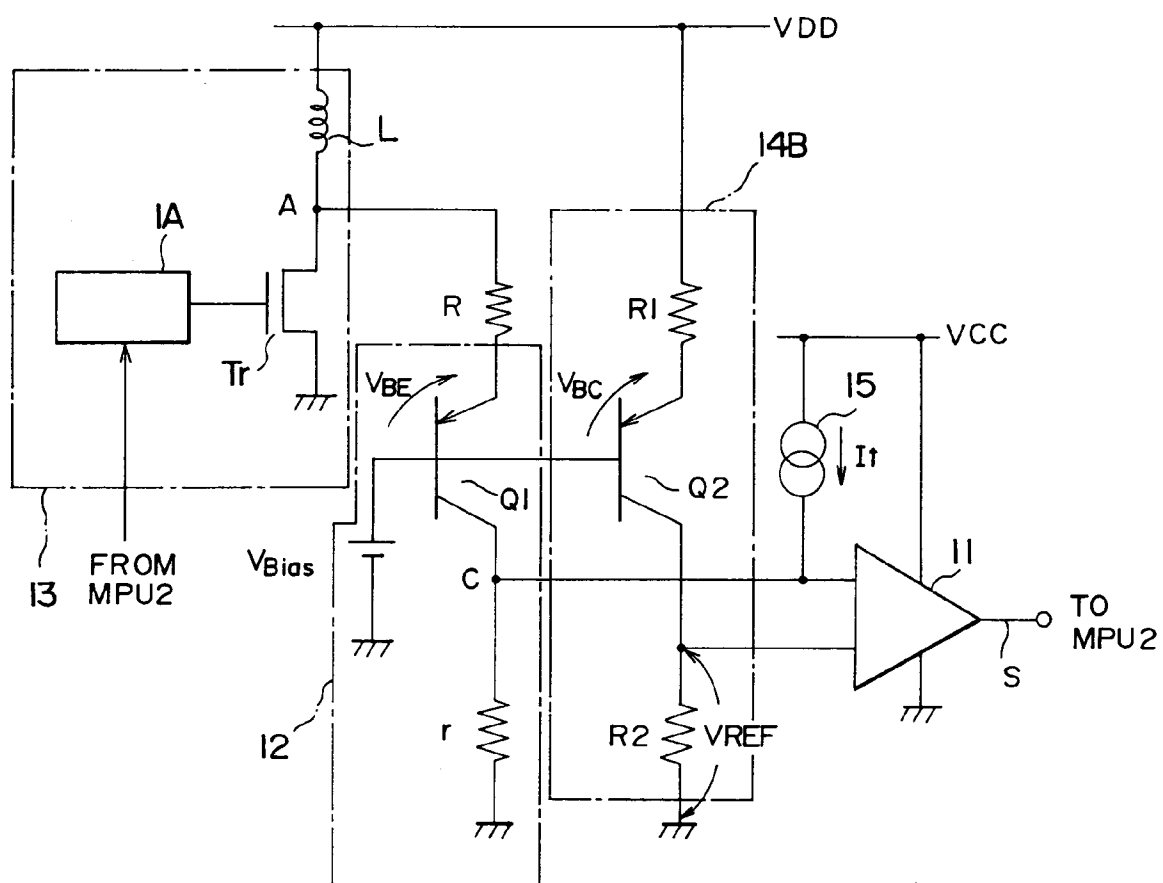 VDD
L
14B
A
1A
R
R1
VCC
Tr
VBE
VBC
15
It
Q1
Q2
VBias
C
11
FROM
MPU2
13
TO
MPU2
S
12
r
R2
VREF